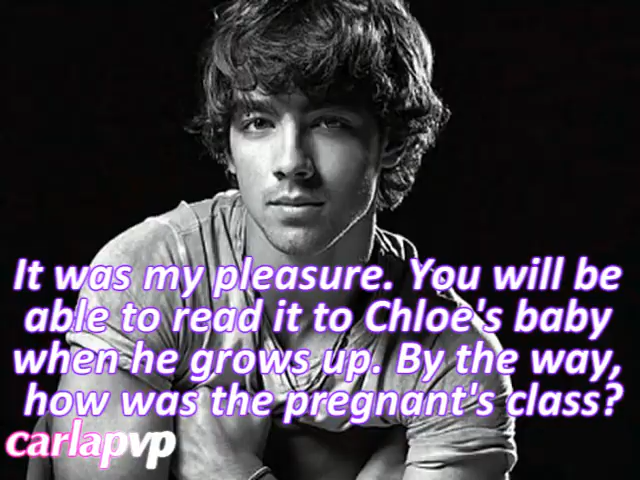 It was my pleasure. You will be
able to read it to Chloe's baby
when he grows up. By the way,
how was the pregnant's class?
carlapvp